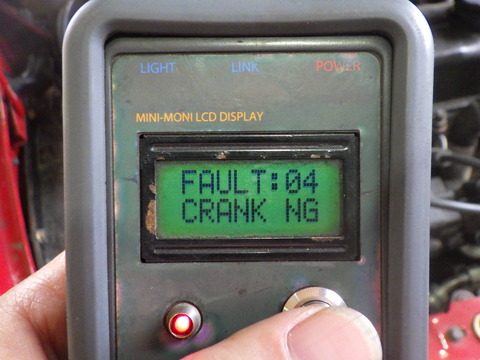 LIGHT LINK POWER
MINI-MONI LCD DISPLAY
FAULT:04
CRANK NG